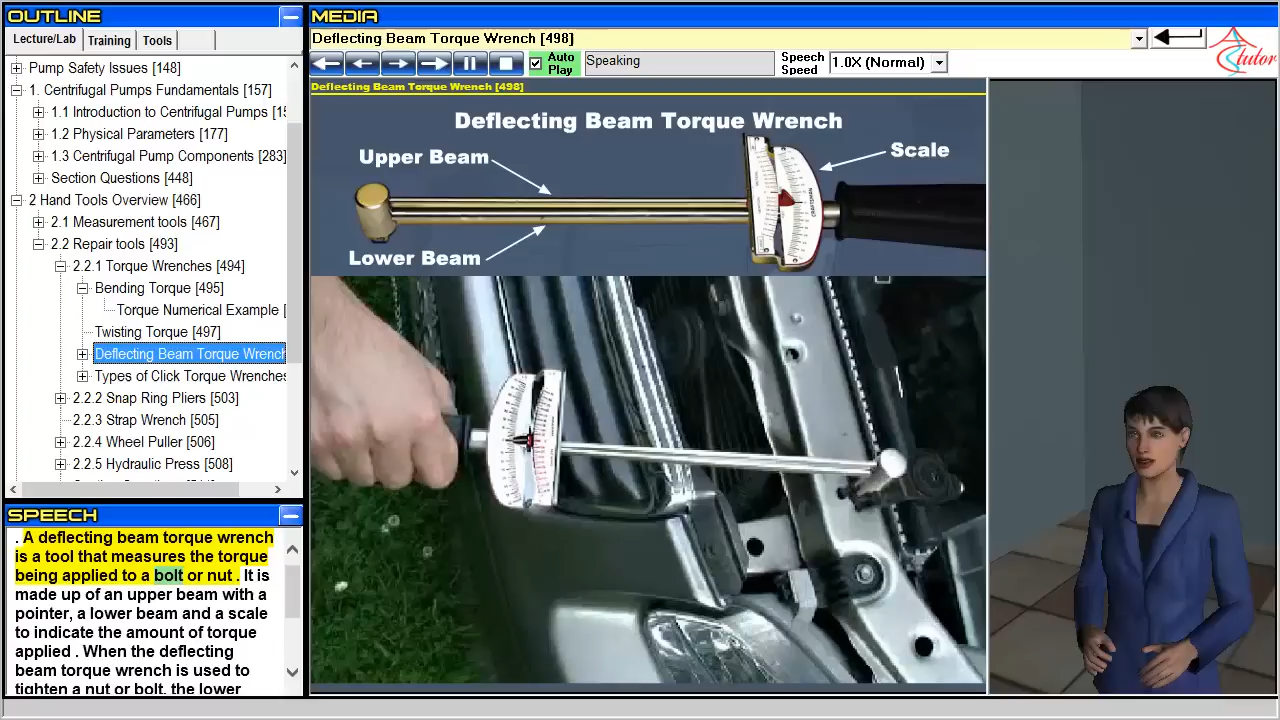 OUTLINE
Lecture/Lab
Training
Tools
Pump Safety Issues [148]
1. Centrifugal Pumps Fundamentals [157]
1.1 Introduction to Centrifugal Pumps [15
1.2 Physical Parameters [177]
1.3 Centrifugal Pump Components [283]
Section Questions [448]
2 Hand Tools Overview [466]
2.1 Measurement tools [467]
2.2 Repair tools [493]
2.2.1 Torque Wrenches [494]
Bending Torque [495]
Torque Numerical Example [
Twisting Torque [497]
Deflecting Beam Torque Wrench
Types of Click Torque Wrenches
2.2.2 Snap Ring Pliers [503]
2.2.3 Strap Wrench [505]
2.2.4 Wheel Puller [506]
2.2.5 Hydraulic Press [508]
SPEECH
. A deflecting beam torque wrench
is a tool that measures the torque
being applied to a bolt or nut . It is
made up of an upper beam with a
pointer, a lower beam and a scale
to indicate the amount of torque
applied . When the deflecting
beam torque wrench is used to
tighten a nut or bolt, the lower
MEDIA
Deflecting Beam Torque Wrench [498]
Auto
Play
Speaking
Speech
Speed
1.0X (Normal)
tutor
Deflecting Beam Torque Wrench [498]
Deflecting Beam Torque Wrench
Upper Beam
Scale
CRAFTSMAN
Lower Beam